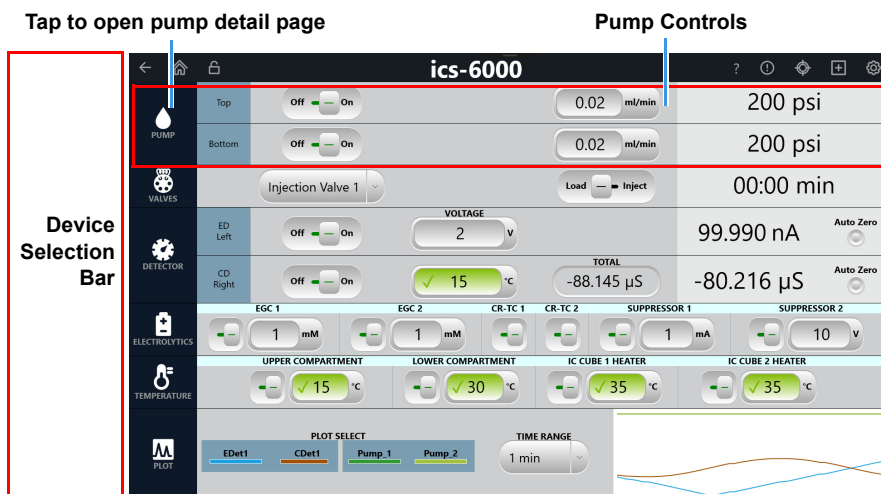 Tap to open pump detail page
Pump Controls
Device
Selection
Bar
ics-6000
?
PUMP
Top
Off
On
0.02
ml/min
200 psi
Bottom
Off
On
0.02
ml/min
200 psi
VALVES
Injection Valve 1
Load
Inject
00:00 min
DETECTOR
ED
Left
Off
On
VOLTAGE
2
V
99.990 nA
Auto Zero
CD
Right
Off
On
15
°C
TOTAL
-88.145 µS
-80.216 µS
Auto Zero
ELECTROLYTICS
EGC 1
1
mM
EGC 2
1
mM
CR-TC 1
CR-TC 2
SUPPRESSOR 1
1
mA
SUPPRESSOR 2
10
V
TEMPERATURE
UPPER COMPARTMENT
15
°C
LOWER COMPARTMENT
30
°C
IC CUBE 1 HEATER
35
°C
IC CUBE 2 HEATER
35
°C
PLOT
PLOT SELECT
EDet1
CDet1
Pump_1
Pump_2
TIME RANGE
1 min